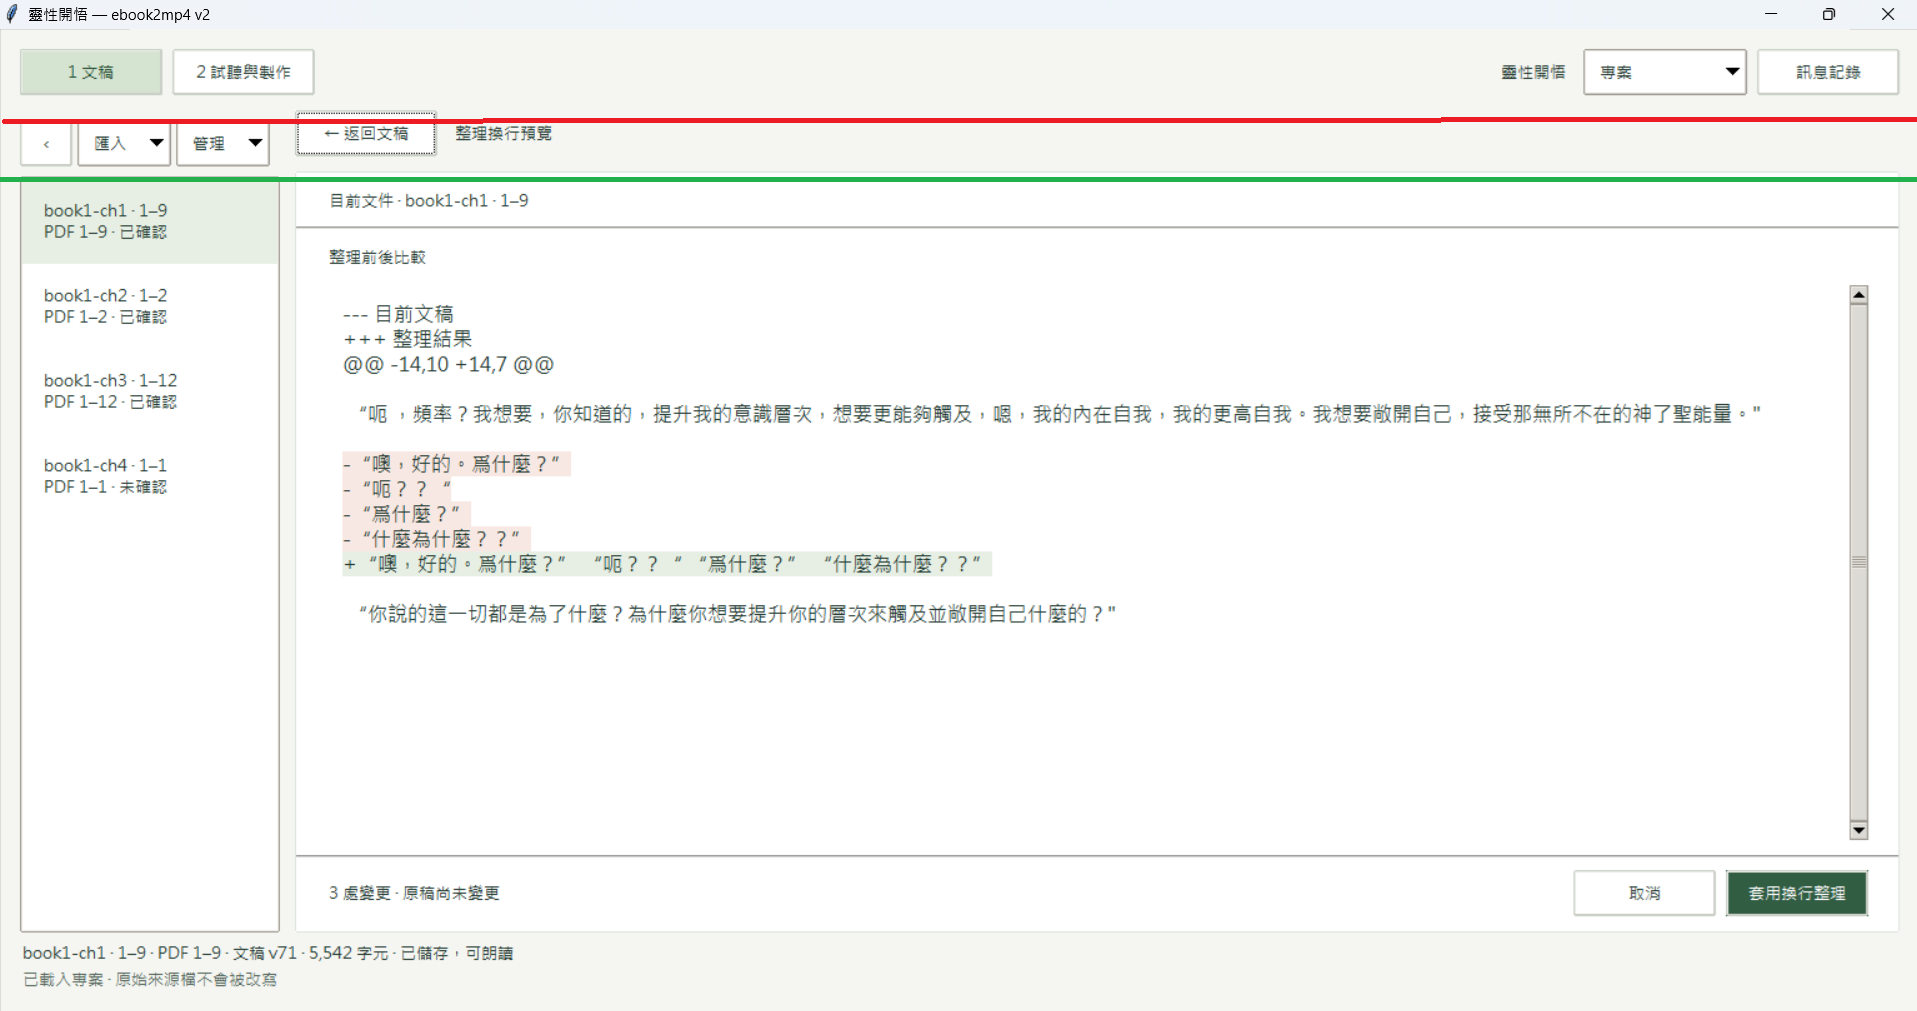 靈性開悟 — ebook2mp4 v2
1 文稿
2 試聽與製作
靈性開悟
專案
訊息記錄
‹
匯入
管理
← 返回文稿
整理換行預覽
book1-ch1 · 1–9
PDF 1–9 · 已確認
book1-ch2 · 1–2
PDF 1–2 · 已確認
book1-ch3 · 1–12
PDF 1–12 · 已確認
book1-ch4 · 1–1
PDF 1–1 · 未確認
目前文件 · book1-ch1 · 1–9
整理前後比較
--- 目前文稿
+++ 整理結果
@@ -14,10 +14,7 @@
“呃 ，頻率？我想要，你知道的，提升我的意識層次，想要更能夠觸及，嗯，我的內在自我，我的更高自我。我想要敞開自己，接受那無所不在的神了聖能量。"
- “噢，好的。爲什麼？”
- “呃？？ “
- “爲什麼？”
- “什麼為什麼？？”
+ “噢，好的。爲什麼？” “呃？？ “ “爲什麼？” “什麼為什麼？？”
“你說的這一切都是為了什麼？為什麼你想要提升你的層次來觸及並敞開自己什麼的？"
3 處變更 · 原稿尚未變更
取消
套用換行整理
book1-ch1 · 1–9 · PDF 1–9 · 文稿 v71 · 5,542 字元 · 已儲存，可朗讀
已載入專案 · 原始來源檔不會被改寫